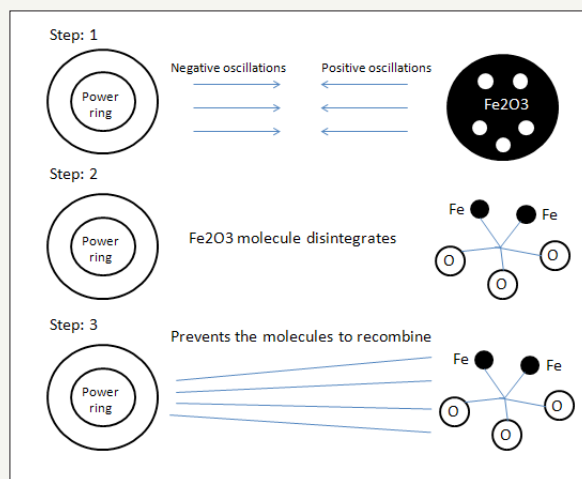 Step: 1
Negative oscillations
Positive oscillations
Power
ring
Fe2O3
Step: 2
Power
ring
Fe2O3 molecule disintegrates
Fe
Fe
O
O
O
Step: 3
Prevents the molecules to recombine
Power
ring
Fe
Fe
O
O
O